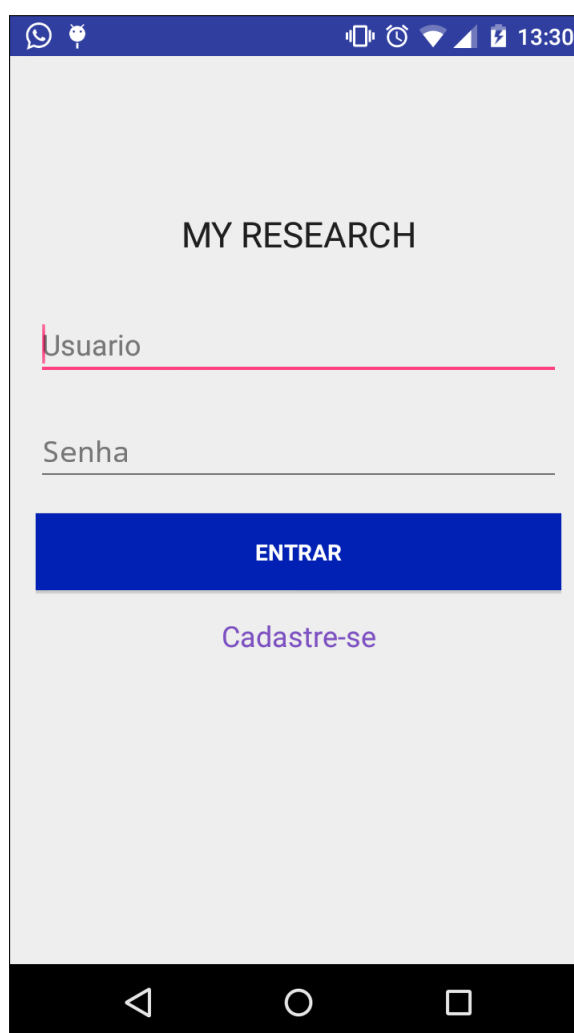 13:30
MY RESEARCH
Usuario
Senha
ENTRAR
Cadastre-se